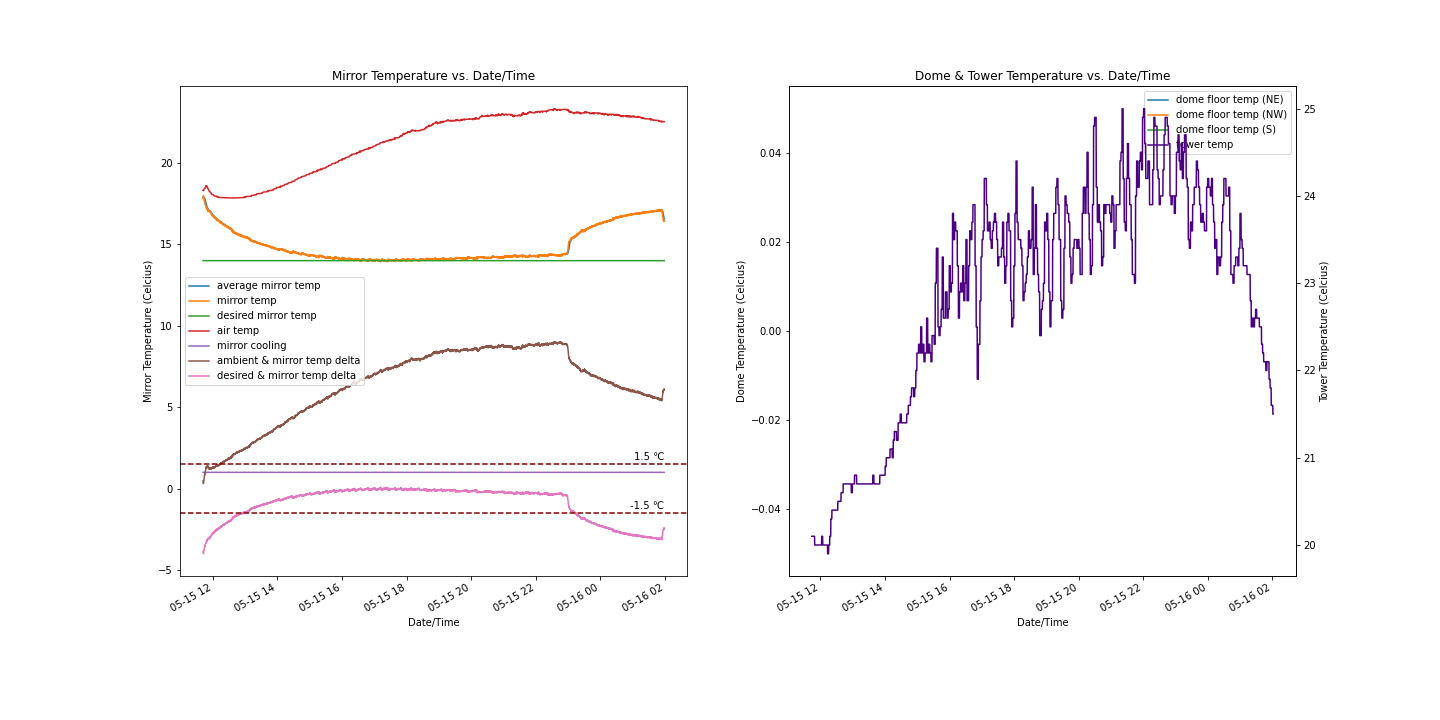 Mirror Temperature vs. Date/Time
Mirror Temperature (Celcius)
20
15
10
5
0
−5
average mirror temp
mirror temp
desired mirror temp
air temp
mirror cooling
ambient & mirror temp delta
desired & mirror temp delta
1.5 ℃
-1.5 ℃
05-15 12
05-15 14
05-15 16
05-15 18
05-15 20
05-15 22
05-16 00
05-16 02
Date/Time
Dome & Tower Temperature vs. Date/Time
Dome Temperature (Celcius)
0.04
0.02
0.00
−0.02
−0.04
dome floor temp (NE)
dome floor temp (NW)
dome floor temp (S)
tower temp
25
24
23
22
21
20
Tower Temperature (Celcius)
05-15 12
05-15 14
05-15 16
05-15 18
05-15 20
05-15 22
05-16 00
05-16 02
Date/Time